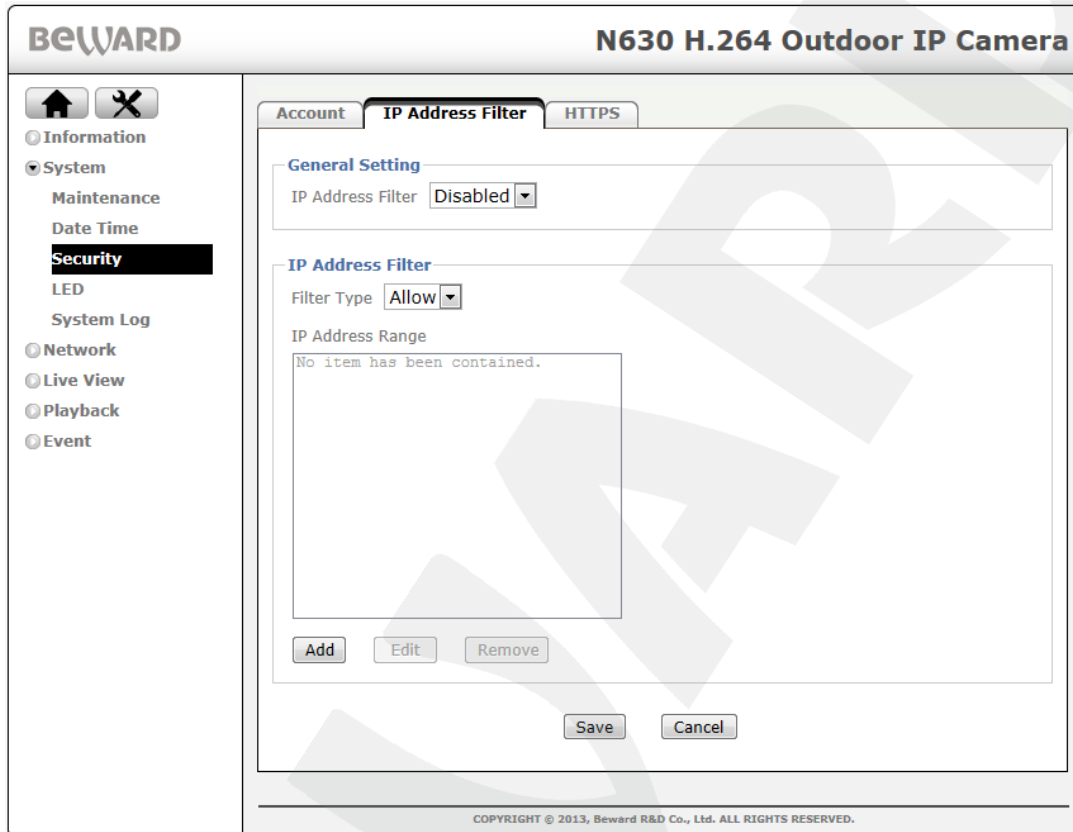 BEWARD
N630 H.264 Outdoor IP Camera
Information
System
Maintenance
Date Time
Security
LED
System Log
Network
Live View
Playback
Event
Account IP Address Filter HTTPS
General Setting
IP Address Filter Disabled
IP Address Filter
Filter Type Allow
IP Address Range
No item has been contained.
Add Edit Remove
Save Cancel
COPYRIGHT © 2013, Beward R&D Co., Ltd. ALL RIGHTS RESERVED.